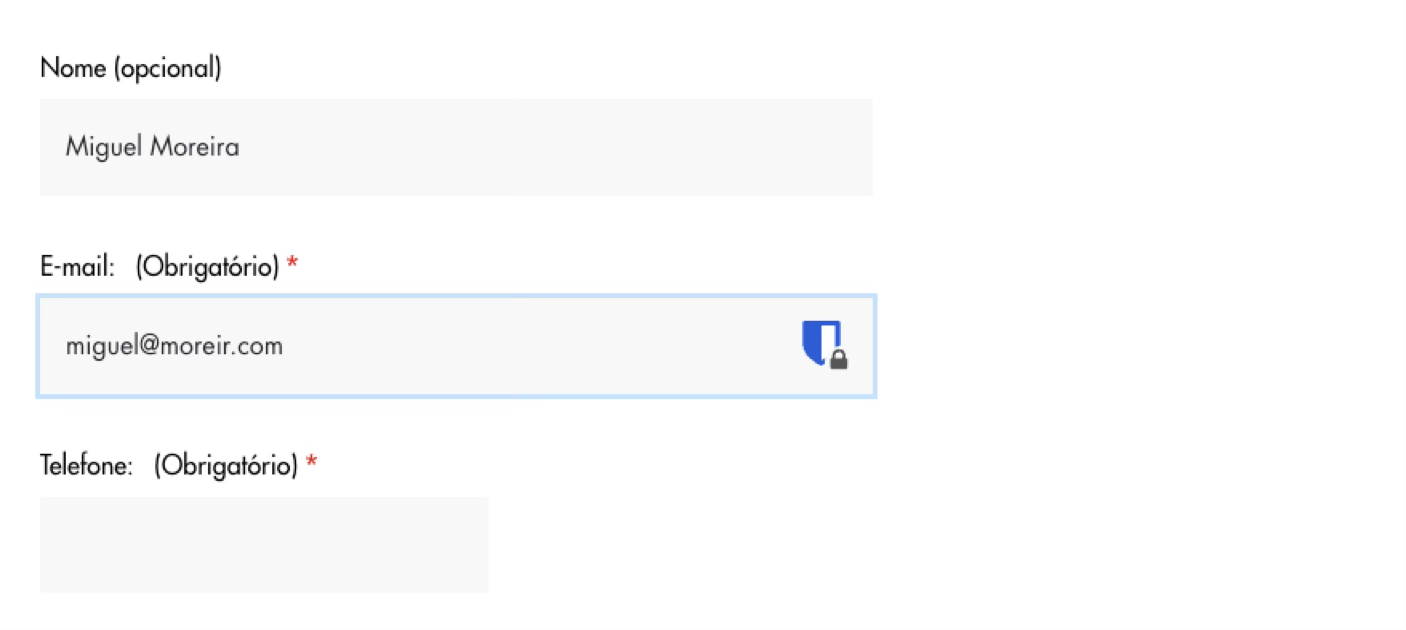 Nome (opcional)
Miguel Moreira
E-mail: (Obrigatório) *
miguel@moreir.com
Telefone: (Obrigatório) *